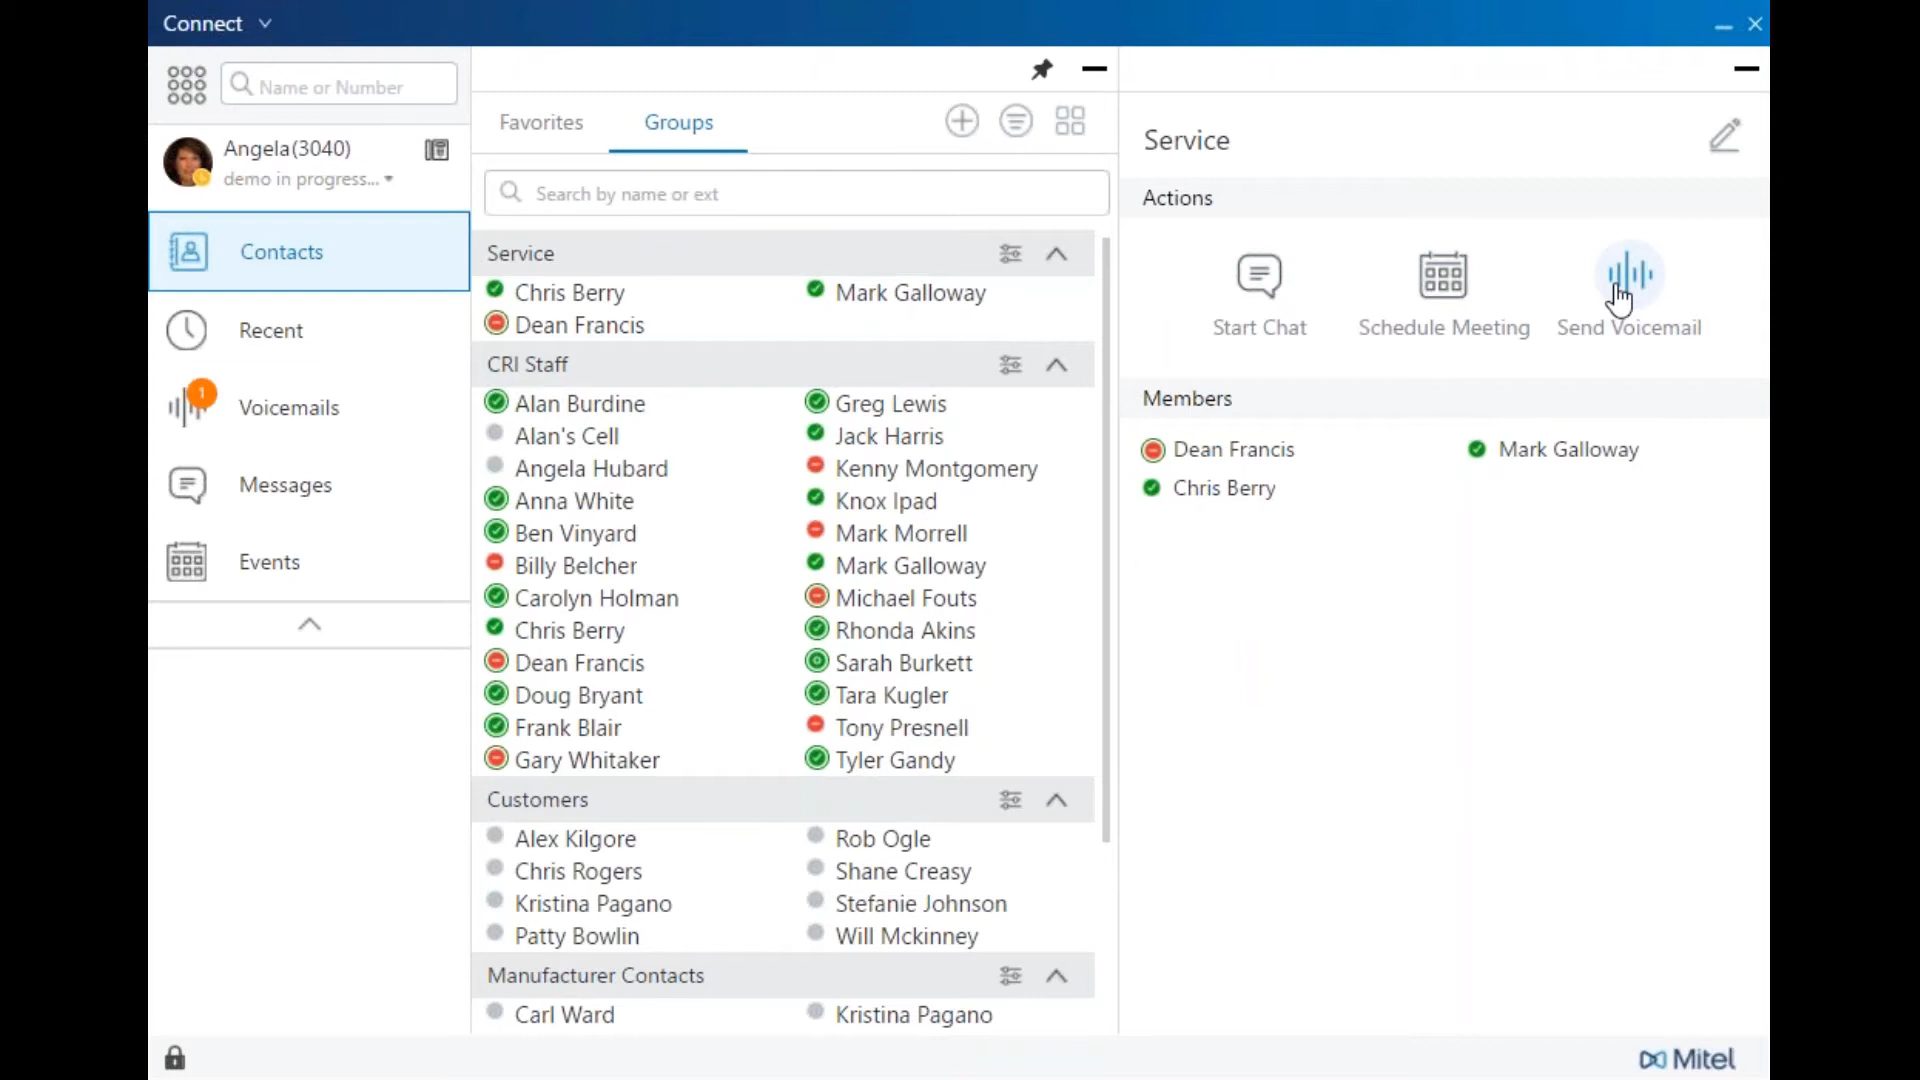 Connect
Name or Number
Angela(3040)
demo in progress...
Contacts
Recent
1
Voicemails
Messages
Events
Favorites
Groups
Search by name or ext
Service
Chris Berry
Mark Galloway
Dean Francis
CRI Staff
Alan Burdine
Greg Lewis
Alan's Cell
Jack Harris
Angela Hubard
Kenny Montgomery
Anna White
Knox Ipad
Ben Vinyard
Mark Morrell
Billy Belcher
Mark Galloway
Carolyn Holman
Michael Fouts
Chris Berry
Rhonda Akins
Dean Francis
Sarah Burkett
Doug Bryant
Tara Kugler
Frank Blair
Tony Presnell
Gary Whitaker
Tyler Gandy
Customers
Alex Kilgore
Rob Ogle
Chris Rogers
Shane Creasy
Kristina Pagano
Stefanie Johnson
Patty Bowlin
Will Mckinney
Manufacturer Contacts
Carl Ward
Kristina Pagano
Service
Actions
Start Chat
Schedule Meeting
Send Voicemail
Members
Dean Francis
Mark Galloway
Chris Berry
Mitel